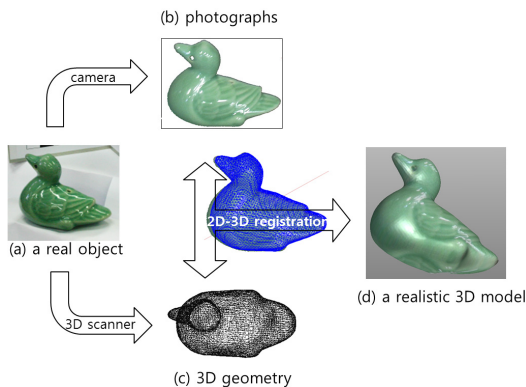 (b) photographs
camera
(a) a real object
2D-3D registration
(d) a realistic 3D model
3D scanner
(c) 3D geometry